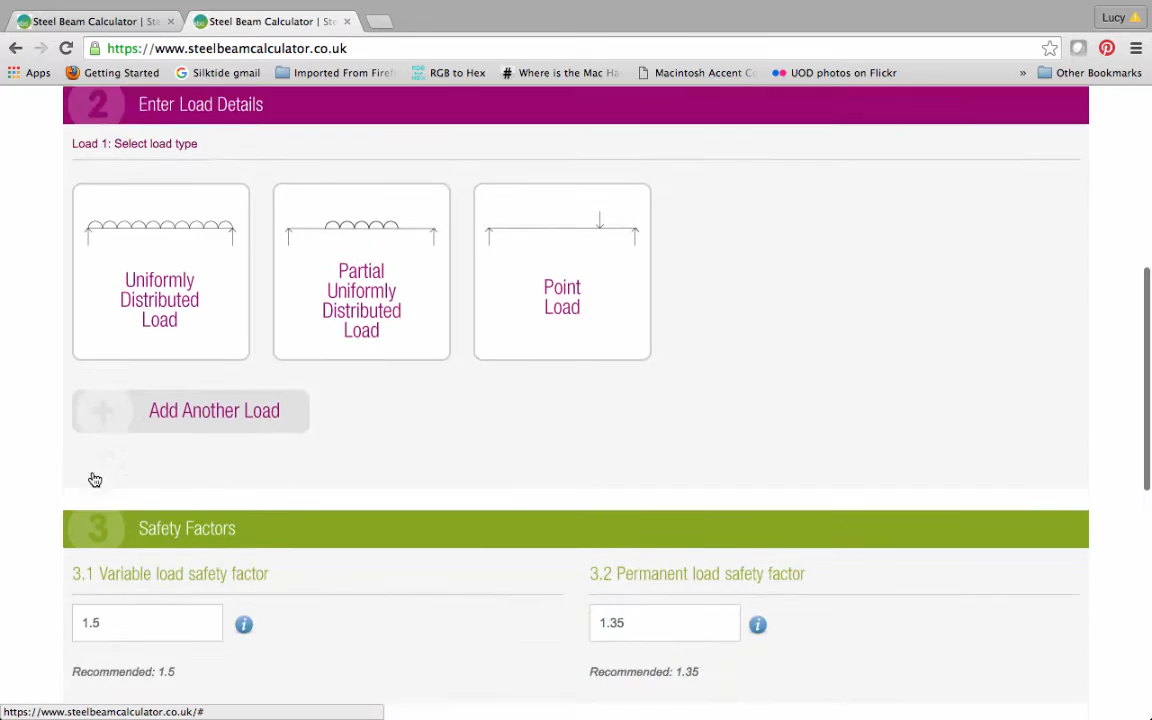 Steel Beam Calculator | Ste
Steel Beam Calculator | Ste
Lucy
https://www.steelbeamcalculator.co.uk
Apps
Getting Started
Silktide gmail
Imported From Firef
RGB to Hex
Where is the Mac Ha
Macintosh Accent Co
UOD photos on Flickr
»
Other Bookmarks
2
Enter Load Details
Load 1: Select load type
Uniformly
Distributed
Load
Partial
Uniformly
Distributed
Load
Point
Load
+ Add Another Load
3
Safety Factors
3.1 Variable load safety factor
3.2 Permanent load safety factor
1.5
i
1.35
i
Recommended: 1.5
Recommended: 1.35
https://www.steelbeamcalculator.co.uk/#